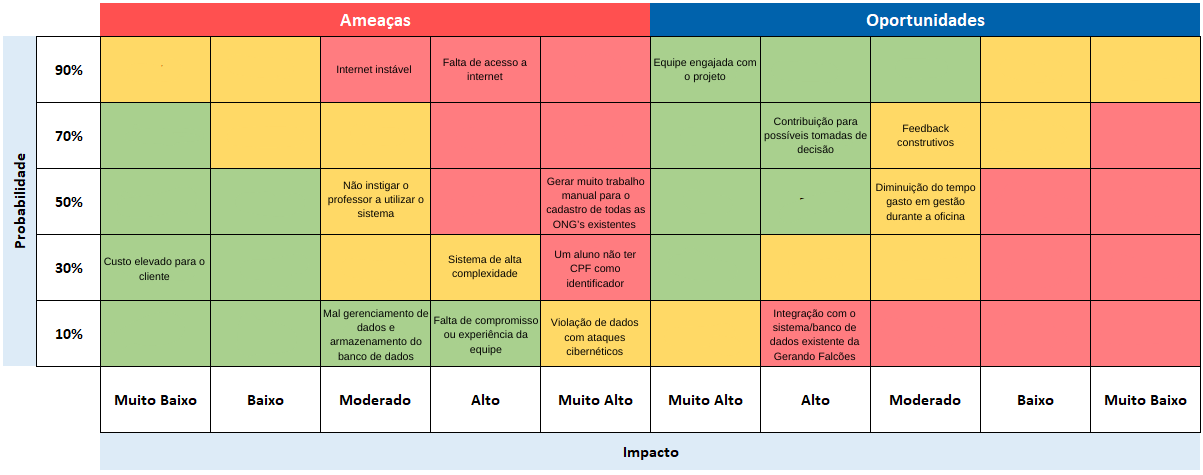 Ameaças
Oportunidades
Probabilidade
90%
-
Internet instável
Falta de acesso a
internet
Equipe engajada com
o projeto
70%
Contribuição para
possíveis tomadas de
decisão
Feedback
construtivos
50%
Não instigar o
professor a utilizar o
sistema
Gerar muito trabalho
manual para o
cadastro de todas as
ONG's existentes
-
Diminuição do tempo
gasto em gestão
durante a oficina
30%
Custo elevado para o
cliente
Sistema de alta
complexidade
Um aluno não ter
CPF como
identificador
10%
Mal gerenciamento de
dados e
armazenamento do
banco de dados
Falta de compromisso
ou experiência da
equipe
Violação de dados
com ataques
cibernéticos
Integração com o
sistema/banco de
dados existente da
Gerando Falcões
Muito Baixo
Baixo
Moderado
Alto
Muito Alto
Muito Alto
Alto
Moderado
Baixo
Muito Baixo
Impacto